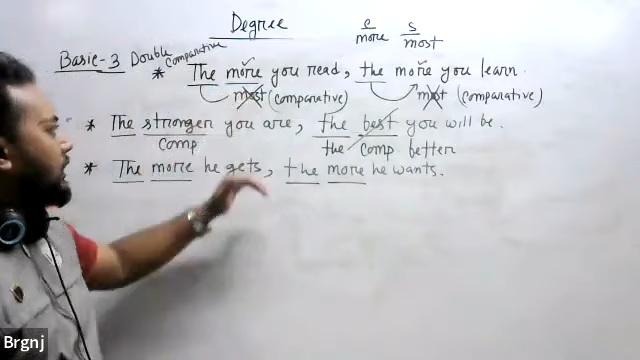 Degree
c more s most
Basic-3 Double Comparative
* The more you read, the more you learn.
most (comparative) most (comparative)
* The stronger you are, the best you will be.
comp the comp better
* The more he gets, the more he wants.
Brgnj